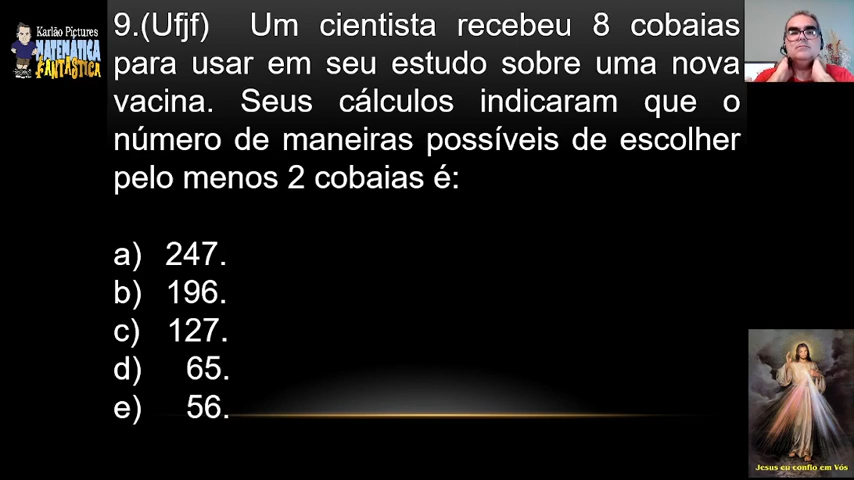 Karlão Pictures
MATEMÁTICA
FANTÁSTICA
9.(Ufjf) Um cientista recebeu 8 cobaias
para usar em seu estudo sobre uma nova
vacina. Seus cálculos indicaram que o
número de maneiras possíveis de escolher
pelo menos 2 cobaias é:
a) 247.
b) 196.
c) 127.
d) 65.
e) 56.
Jesus eu confio em Vós